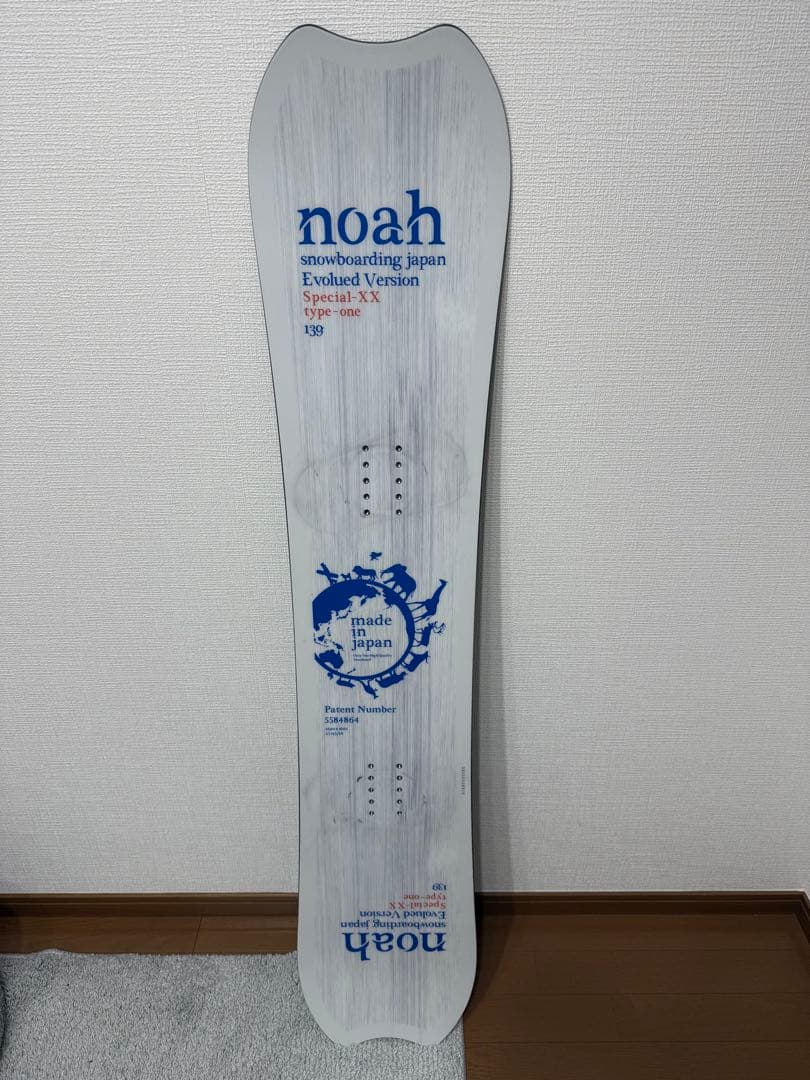 noah
snowboarding japan
Evolued Version
Special-XX
type-one
139
made
in
japan
Patent Number
5584864
noah
snowboarding japan
Evolued Version
Special-XX
type-one
139